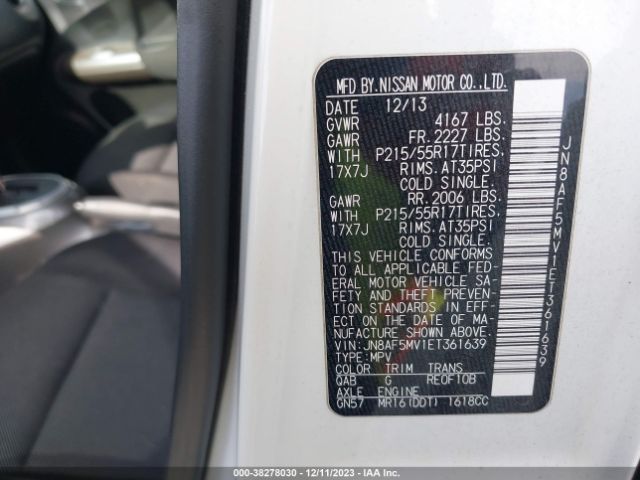 MFD BY.NISSAN MOTOR CO.,LTD.
DATE 12/13
GVWR 4167 LBS.
GAWR FR. 2227 LBS.
WITH P215/55R17TIRES.
17X7J RIMS. AT35PSI
COLD SINGLE.
GAWR RR. 2006 LBS.
WITH P215/55R17TIRES.
17X7J RIMS. AT35PSI
COLD SINGLE.
THIS VEHICLE CONFORMS
TO ALL APPLICABLE FED-
ERAL MOTOR VEHICLE SA-
FETY AND THEFT PREVEN-
TION STANDARDS IN EFF-
ECT ON THE DATE OF MA-
NUFACTURE SHOWN ABOVE.
VIN:JN8AF5MV1ET361639
TYPE:MPV
COLOR TRIM TRANS
QAB G RE0F10B
AXLE ENGINE
GN57 MR16(DDT) 1618CC
JN8AF5MV1ET361639
000-38278030 - 12/11/2023 - IAA Inc.